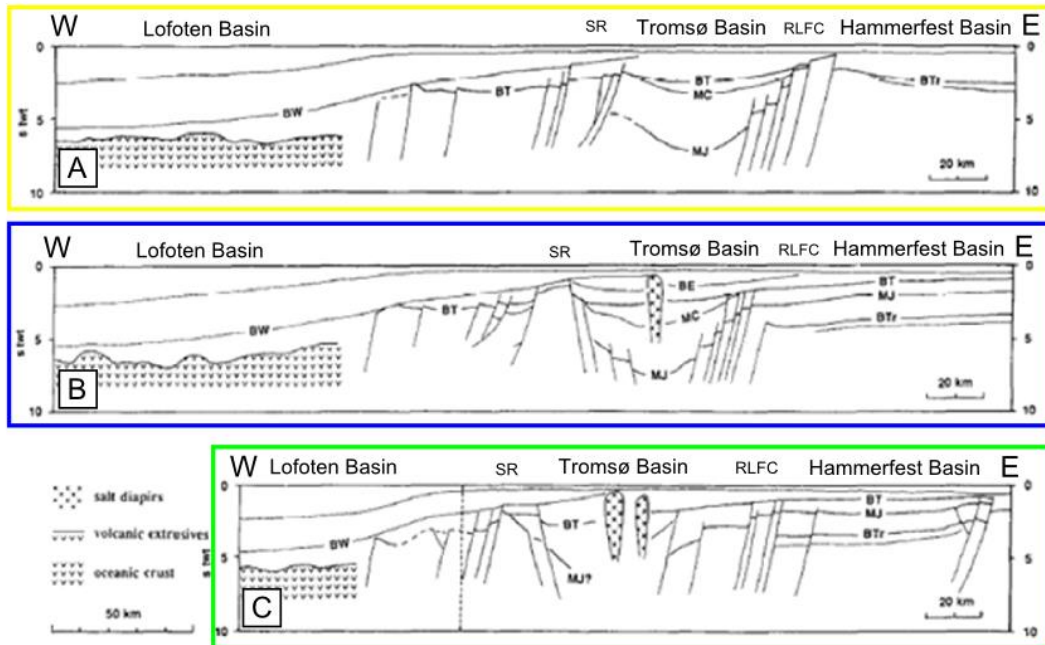 W Lofoten Basin SR Tromsø Basin RLFC Hammerfest Basin E
0 0
BT BT BTr
MC
BW
s twt 5 5
MJ
A 20 km
10 10
W Lofoten Basin SR Tromsø Basin RLFC Hammerfest Basin E
0 0
BE BT
MJ
BT MC
BW BTr
s twt 5 5
MJ
B 20 km
10 10
W Lofoten Basin SR Tromsø Basin RLFC Hammerfest Basin E
0 0
salt diapirs
BT
BT MJ
volcanic extrusives
BW BTr
s twt 5 5
oceanic crust
MJ?
50 km
C 20 km
10 10